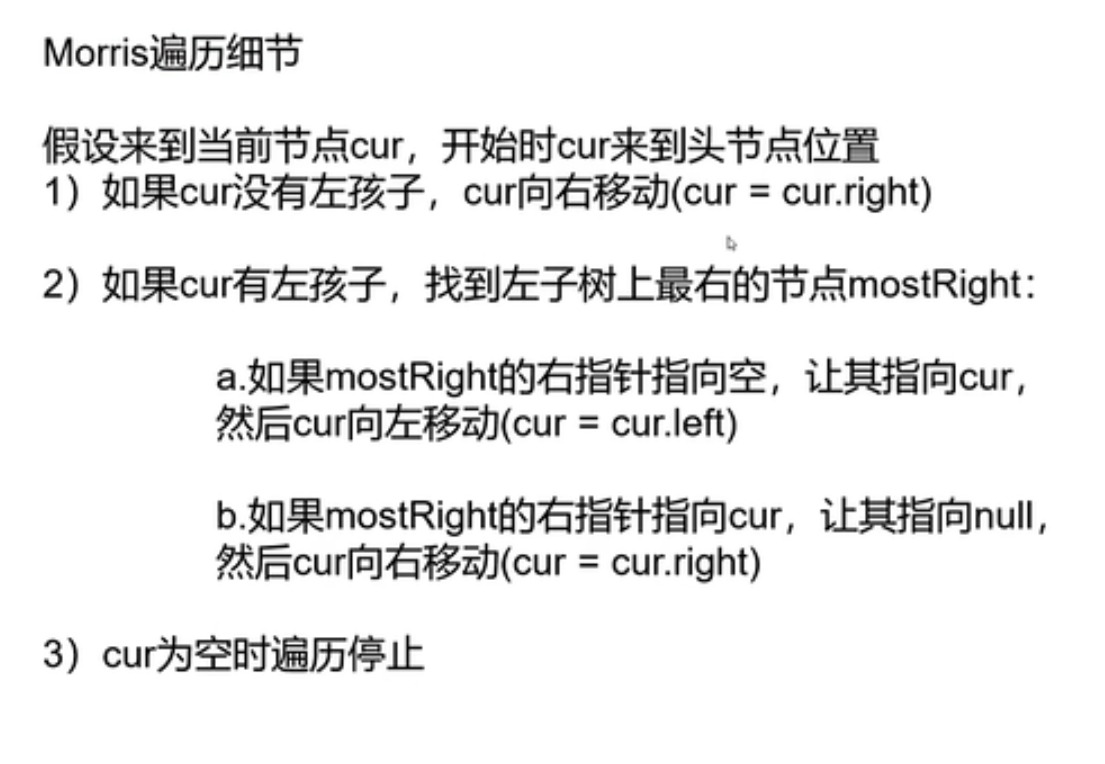 Morris遍历细节
假设来到当前节点cur，开始时cur来到头节点位置
1）如果cur没有左孩子，cur向右移动(cur = cur.right)
2）如果cur有左孩子，找到左子树上最右的节点mostRight：
a.如果mostRight的右指针指向空，让其指向cur，
然后cur向左移动(cur = cur.left)
b.如果mostRight的右指针指向cur，让其指向null，
然后cur向右移动(cur = cur.right)
3）cur为空时遍历停止